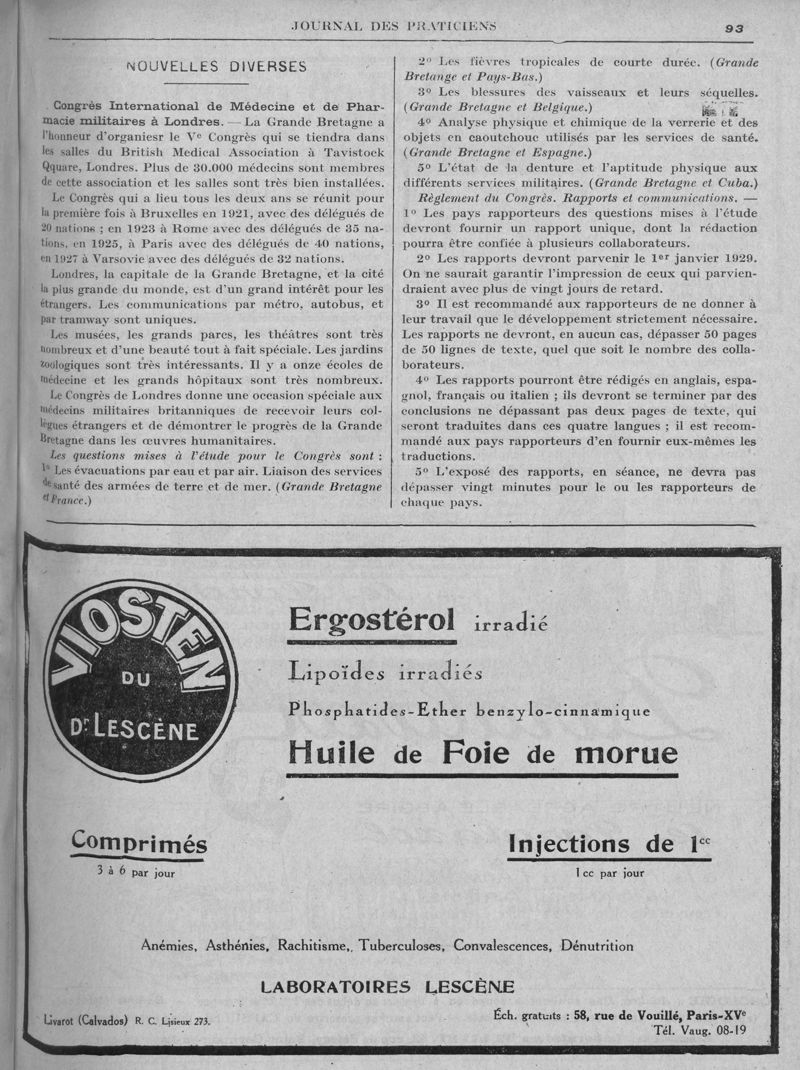 JOURNAL DES PRATICIENS
93
NOUVELLES DIVERSES
Congrès International de Médecine et de Phar-
macie militaires à Londres. — La Grande Bretagne a
l'honneur d'organiesr le Ve Congrès qui se tiendra dans
les salles du British Medical Association à Tavistock
Qquare, Londres. Plus de 30.000 médecins sont membres
de cette association et les salles sont très bien installées.
Le Congrès qui a lieu tous les deux ans se réunit pour
la première fois à Bruxelles en 1921, avec des délégués de
20 nations ; en 1923 à Rome avec des délégués de 35 na-
tions, en 1925, à Paris avec des délégués de 40 nations,
en 1927 à Varsovie avec des délégués de 32 nations.
Londres, la capitale de la Grande Bretagne, et la cité
la plus grande du monde, est d'un grand intérêt pour les
étrangers. Les communications par métro, autobus, et
par tramway sont uniques.
Les musées, les grands parcs, les théâtres sont très
nombreux et d'une beauté tout à fait spéciale. Les jardins
zoologiques sont très intéressants. Il y a onze écoles de
médecine et les grands hôpitaux sont très nombreux.
Le Congrès de Londres donne une occasion spéciale aux
médecins militaires britanniques de recevoir leurs col-
lègues étrangers et de démontrer le progrès de la Grande
Bretagne dans les œuvres humanitaires.
Les questions mises à l'étude pour le Congrès sont :
1° Les évacuations par eau et par air. Liaison des services
de santé des armées de terre et de mer. (Grande Bretagne
et France.)
2° Les fièvres tropicales de courte durée. (Grande
Bretange et Pays-Bas.)
3° Les blessures des vaisseaux et leurs séquelles.
(Grande Bretagne et Belgique.)
4° Analyse physique et chimique de la verrerie et des
objets en caoutchouc utilisés par les services de santé.
(Grande Bretagne et Espagne.)
5° L'état de la denture et l'aptitude physique aux
différents services militaires. (Grande Bretagne et Cuba.)
Règlement du Congrès. Rapports et communications. —
1° Les pays rapporteurs des questions mises à l'étude
devront fournir un rapport unique, dont la rédaction
pourra être confiée à plusieurs collaborateurs.
2° Les rapports devront parvenir le 1er janvier 1929.
On ne saurait garantir l'impression de ceux qui parvien-
draient avec plus de vingt jours de retard.
3° Il est recommandé aux rapporteurs de ne donner à
leur travail que le développement strictement nécessaire.
Les rapports ne devront, en aucun cas, dépasser 50 pages
de 50 lignes de texte, quel que soit le nombre des colla-
borateurs.
4° Les rapports pourront être rédigés en anglais, espa-
gnol, français ou italien ; ils devront se terminer par des
conclusions ne dépassant pas deux pages de texte, qui
seront traduites dans ces quatre langues ; il est recom-
mandé aux pays rapporteurs d'en fournir eux-mêmes les
traductions.
5° L'exposé des rapports, en séance, ne devra pas
dépasser vingt minutes pour le ou les rapporteurs de
chaque pays.
VIOSTEN
DU
Dr LESCÈNE
Ergostérol irradié
Lipoïdes irradiés
Phosphatides-Ether benzylo-cinnamique
Huile de Foie de morue
Comprimés
3 à 6 par jour
Injections de 1cc
1 cc par jour
Anémies, Asthénies, Rachitisme, Tuberculoses, Convalescences, Dénutrition
LABORATOIRES LESCÈNE
Livarot (Calvados) R. C. Lisieux 273.
Éch. gratuits : 58, rue de Vouillé, Paris-XVe
Tél. Vaug. 08-19